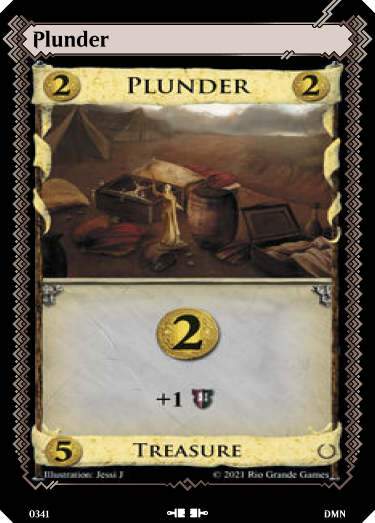 Plunder
2 PLUNDER 2
2
+1
5 TREASURE
Illustration: Jessi J © 2021 Rio Grande Games
0341 DMN